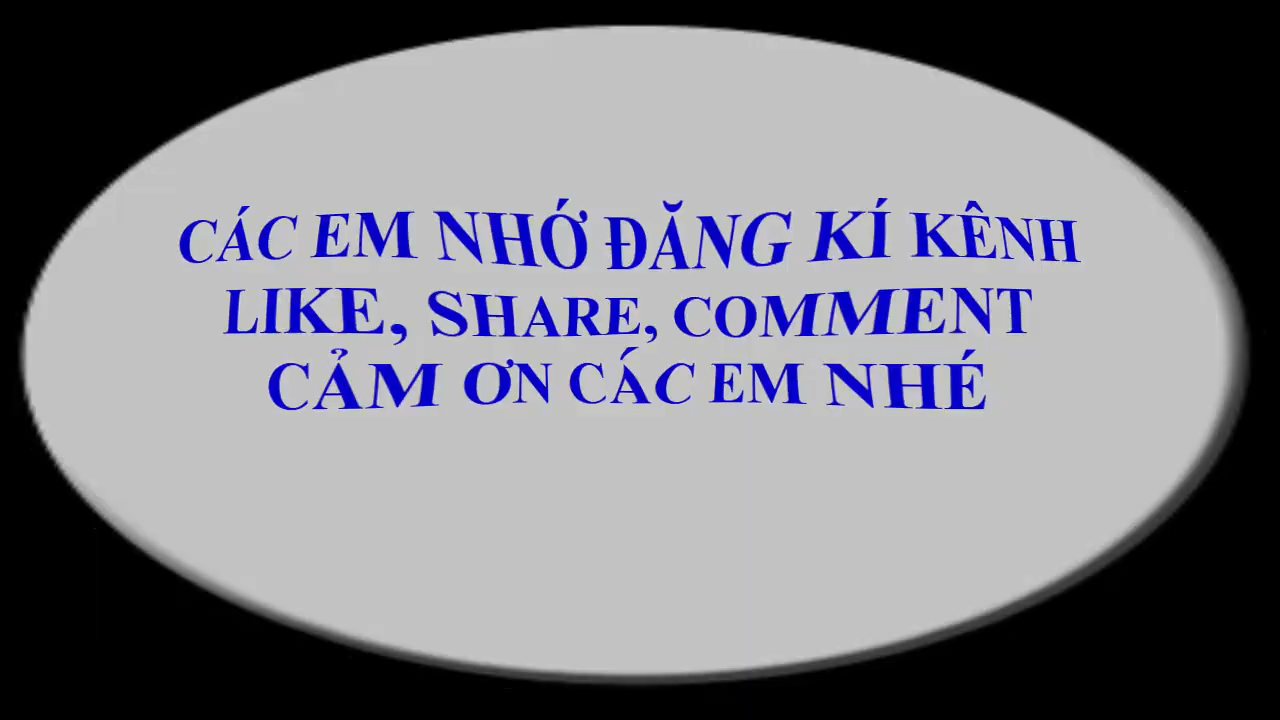 CÁC EM NHỚ ĐĂNG KÍ KÊNH
LIKE, SHARE, COMMENT
CẢM ƠN CÁC EM NHÉ